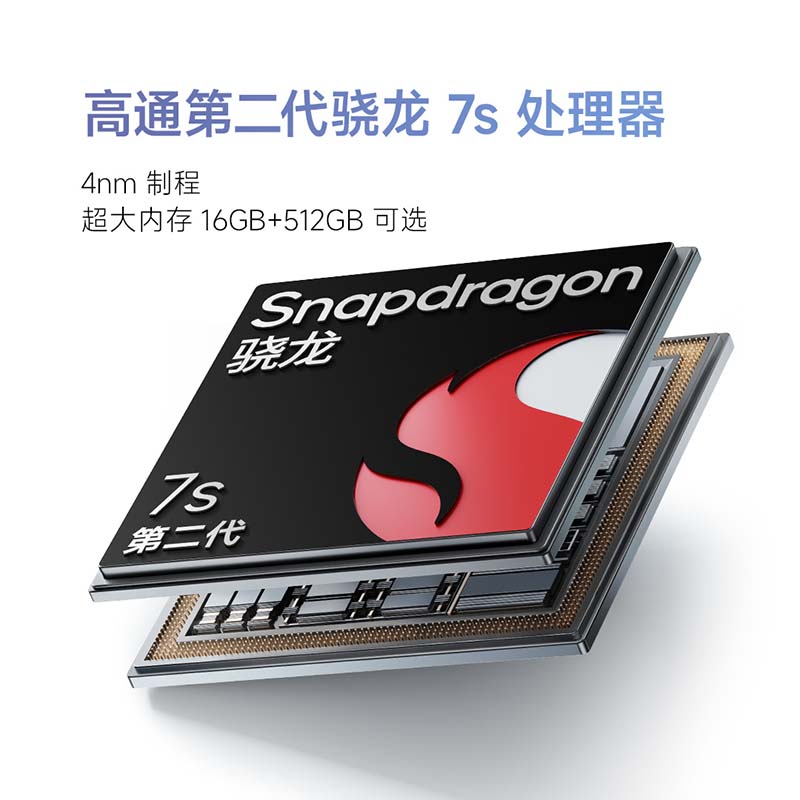 高通第二代骁龙 7s 处理器
4nm 制程
超大内存 16GB+512GB 可选
Snapdragon
骁龙
7s
第二代